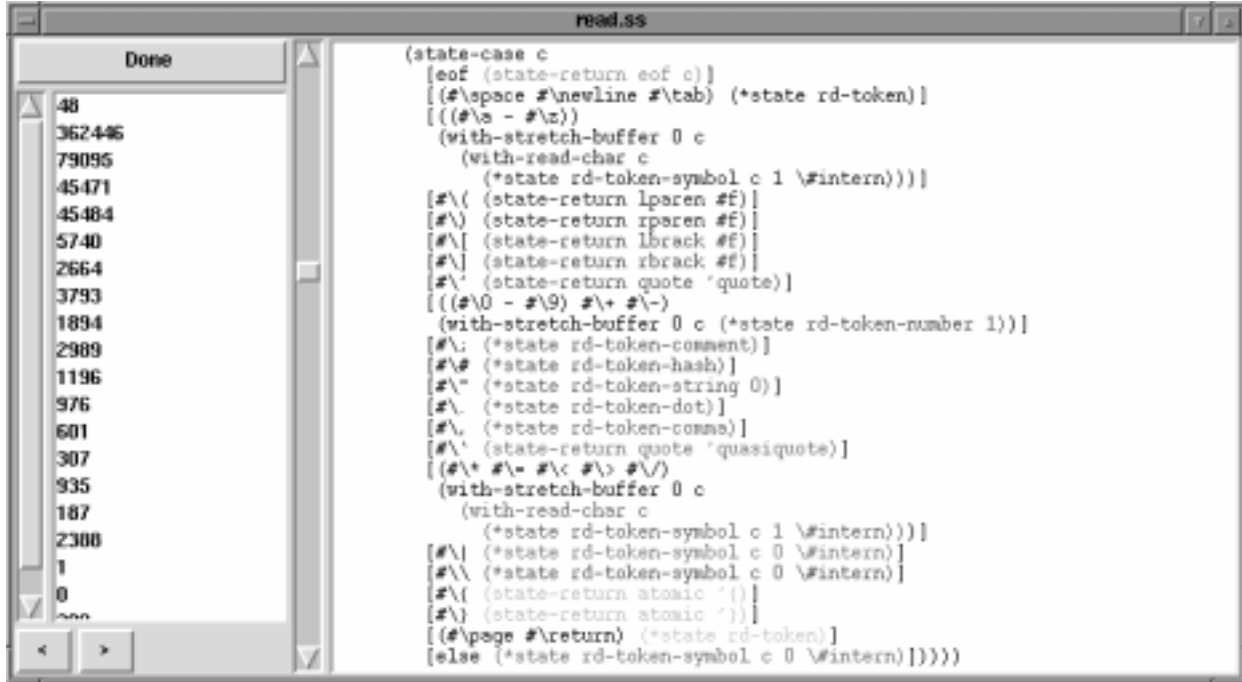 read.ss
Done
48
362446
79095
45471
45484
5740
2664
3793
1894
2989
1196
976
601
307
935
187
2388
1
0
<
>
(state-case c
[eof (state-return eof c)]
[(#\space #\newline #\tab) (*state rd-token)]
[((#\a - #\z))
(with-stretch-buffer 0 c
(with-read-char c
(*state rd-token-symbol c 1 \#intern)))]
[#\( (state-return lparen #f)]
[#\) (state-return rparen #f)]
[#\[ (state-return lbrack #f)]
[#\] (state-return rbrack #f)]
[#\' (state-return quote 'quote)]
[((#\0 - #\9) #\+ #\-)
(with-stretch-buffer 0 c (*state rd-token-number 1))]
[#\; (*state rd-token-comment)]
[#\# (*state rd-token-hash)]
[#\" (*state rd-token-string 0)]
[#\. (*state rd-token-dot)]
[#\, (*state rd-token-comma)]
[#\` (state-return quote 'quasiquote)]
[(#\* #\= #\< #\> #\/)
(with-stretch-buffer 0 c
(with-read-char c
(*state rd-token-symbol c 1 \#intern)))]
[#\| (*state rd-token-symbol c 0 \#intern)]
[#\\ (*state rd-token-symbol c 0 \#intern)]
[#\{ (state-return atomic '{)]
[#\} (state-return atomic '})]
[(#\page #\return) (*state rd-token)]
[else (*state rd-token-symbol c 0 \#intern)])))))